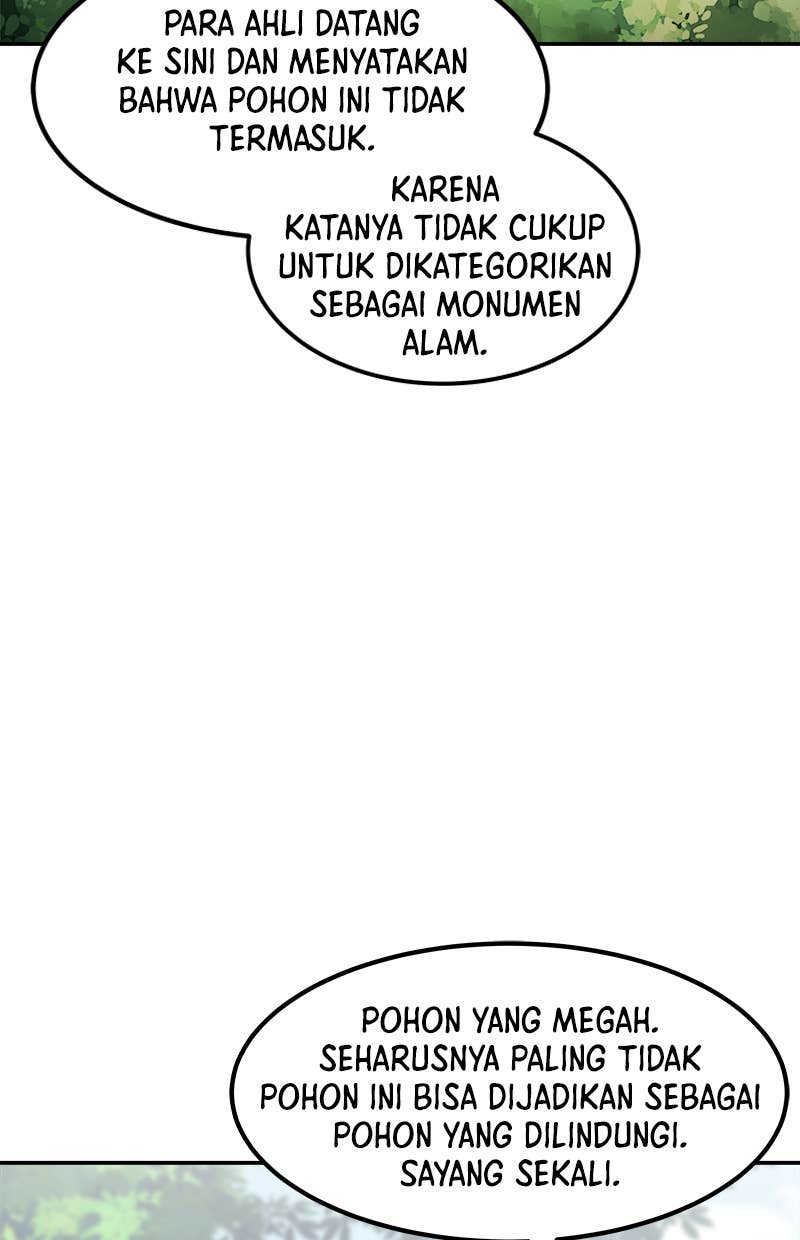 PARA AHLI DATANG
KE SINI DAN MENYATAKAN
BAHWA POHON INI TIDAK
TERMASUK.
KARENA
KATANYA TIDAK CUKUP
UNTUK DIKATEGORIKAN
SEBAGAI MONUMEN
ALAM.
POHON YANG MEGAH.
SEHARUSNYA PALING TIDAK
POHON INI BISA DIJADIKAN SEBAGAI
POHON YANG DILINDUNGI.
SAYANG SEKALI.